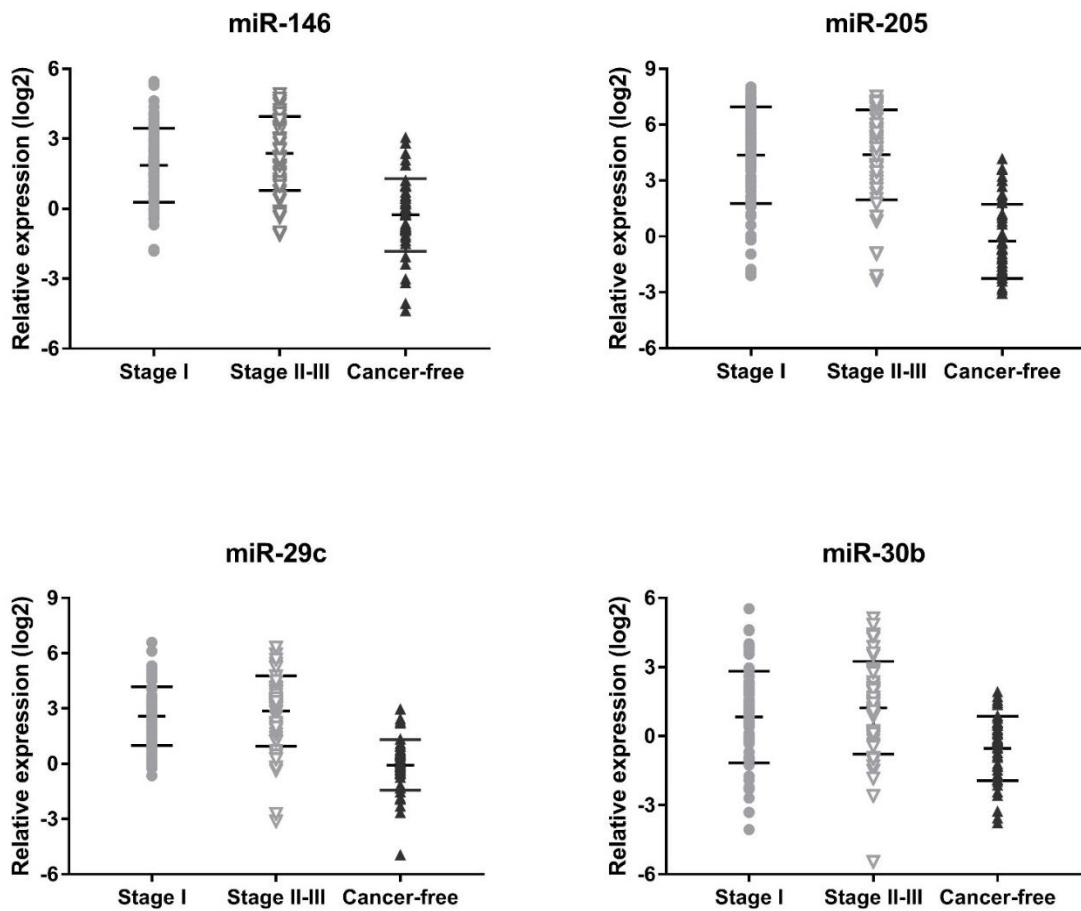 miR-146
Relative expression (log2)
6
3
0
-3
-6
Stage I Stage II-III Cancer-free
miR-205
Relative expression (log2)
9
6
3
0
-3
-6
Stage I Stage II-III Cancer-free
miR-29c
Relative expression (log2)
9
6
3
0
-3
-6
Stage I Stage II-III Cancer-free
miR-30b
Relative expression (log2)
6
3
0
-3
-6
Stage I Stage II-III Cancer-free